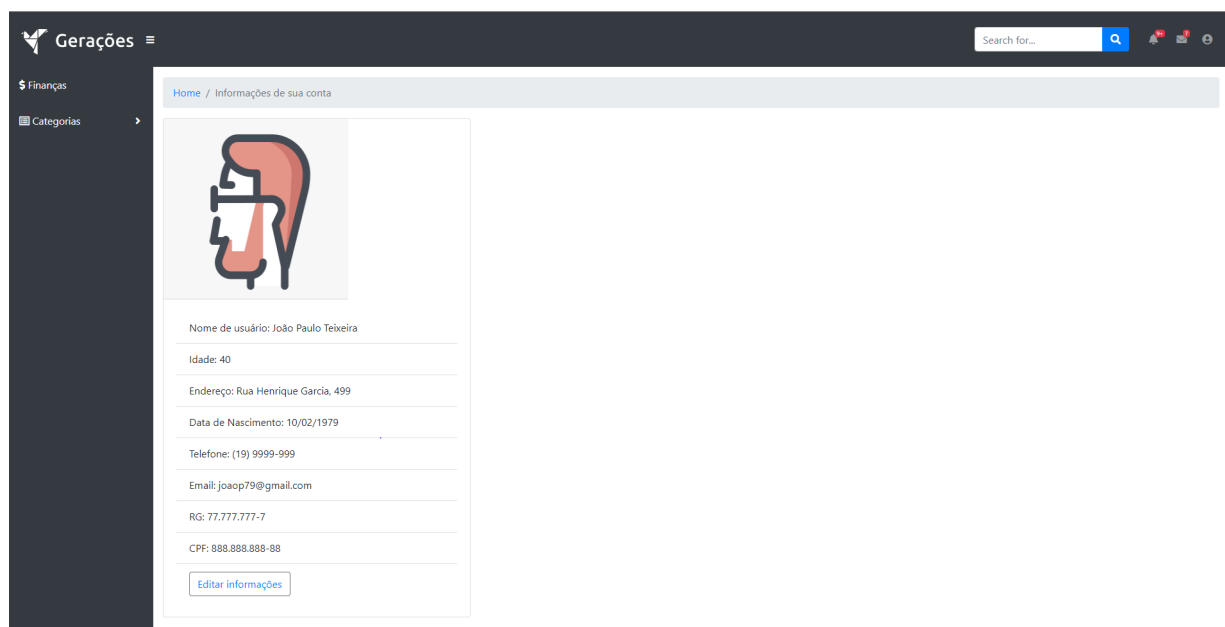 Gerações
Search for...
9+
7
Finanças
Categorias
Home / Informações de sua conta
Nome de usuário: João Paulo Teixeira
Idade: 40
Endereço: Rua Henrique Garcia, 499
Data de Nascimento: 10/02/1979
Telefone: (19) 9999-999
Email: joaop79@gmail.com
RG: 77.777.777-7
CPF: 888.888.888-88
Editar informações